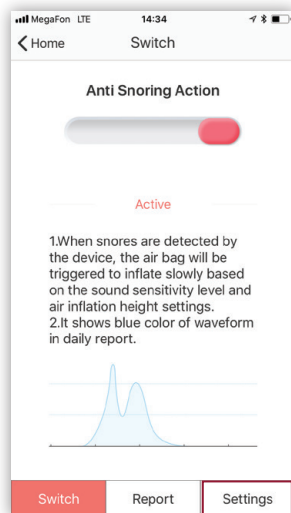 MegaFon LTE 14:34
Home Switch
Anti Snoring Action
Active
1.When snores are detected by
the device, the air bag will be
triggered to inflate slowly based
on the sound sensitivity level and
air inflation height settings.
2.It shows blue color of waveform
in daily report.
Switch Report Settings